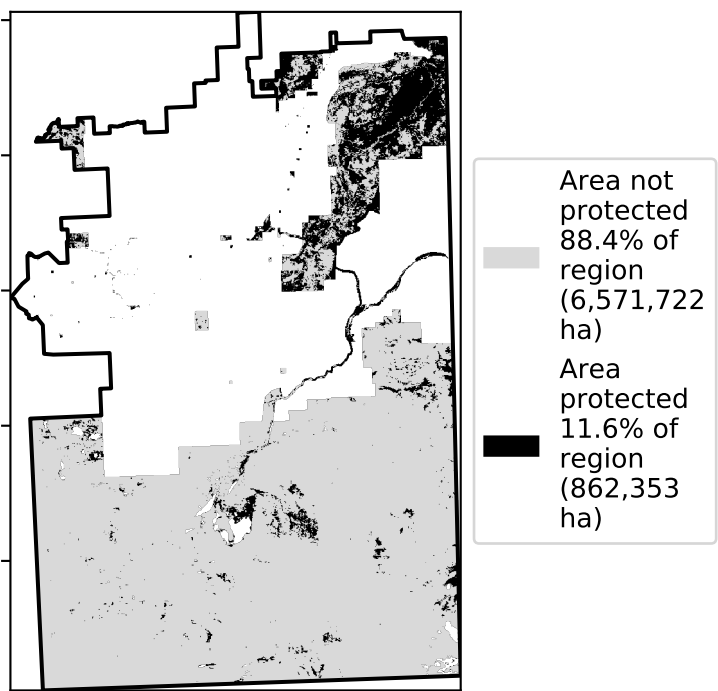 Area not
protected
88.4% of
region
(6,571,722
ha)
Area
protected
11.6% of
region
(862,353
ha)